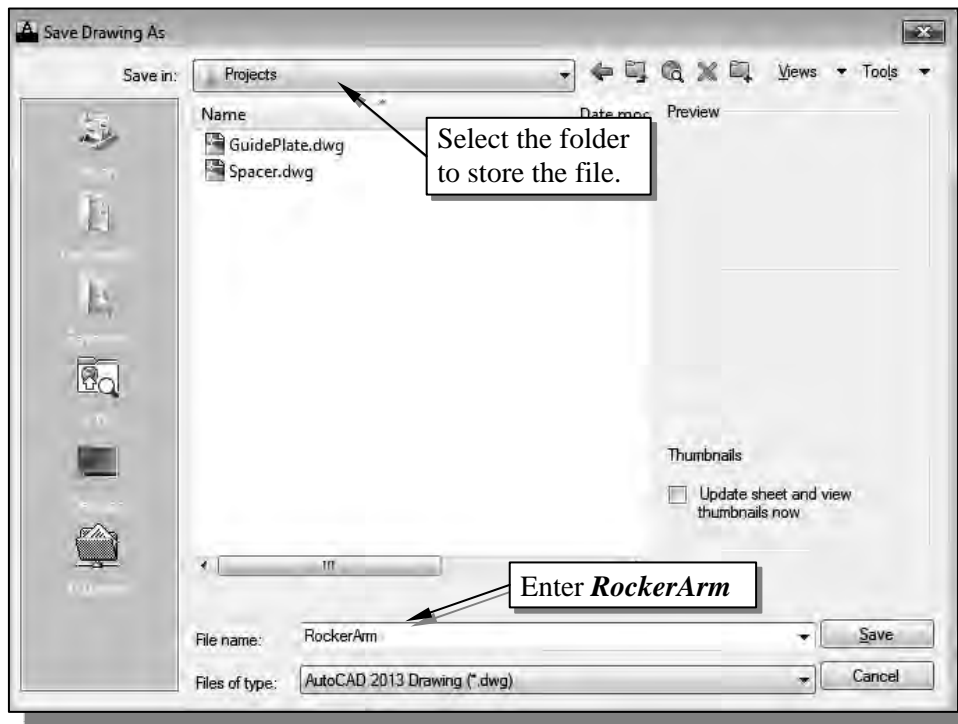 Save Drawing As
Save in:
Projects
Views
Tools
Name
Preview
GuidePlate.dwg
Spacer.dwg
Select the folder
to store the file.
Thumbnails
Update sheet and view
thumbnails now
Enter RockerArm
File name:
RockerArm
Save
Files of type:
AutoCAD 2013 Drawing (*.dwg)
Cancel